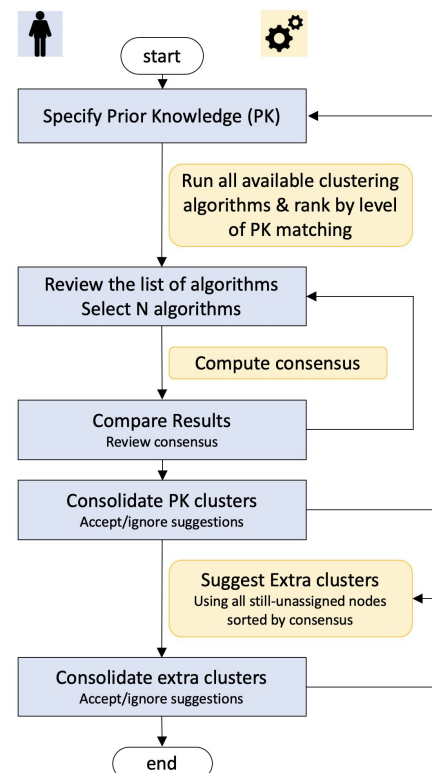 start
Specify Prior Knowledge (PK)
Run all available clustering
algorithms & rank by level
of PK matching
Review the list of algorithms
Select N algorithms
Compute consensus
Compare Results
Review consensus
Consolidate PK clusters
Accept/ignore suggestions
Suggest Extra clusters
Using all still-unassigned nodes
sorted by consensus
Consolidate extra clusters
Accept/ignore suggestions
end